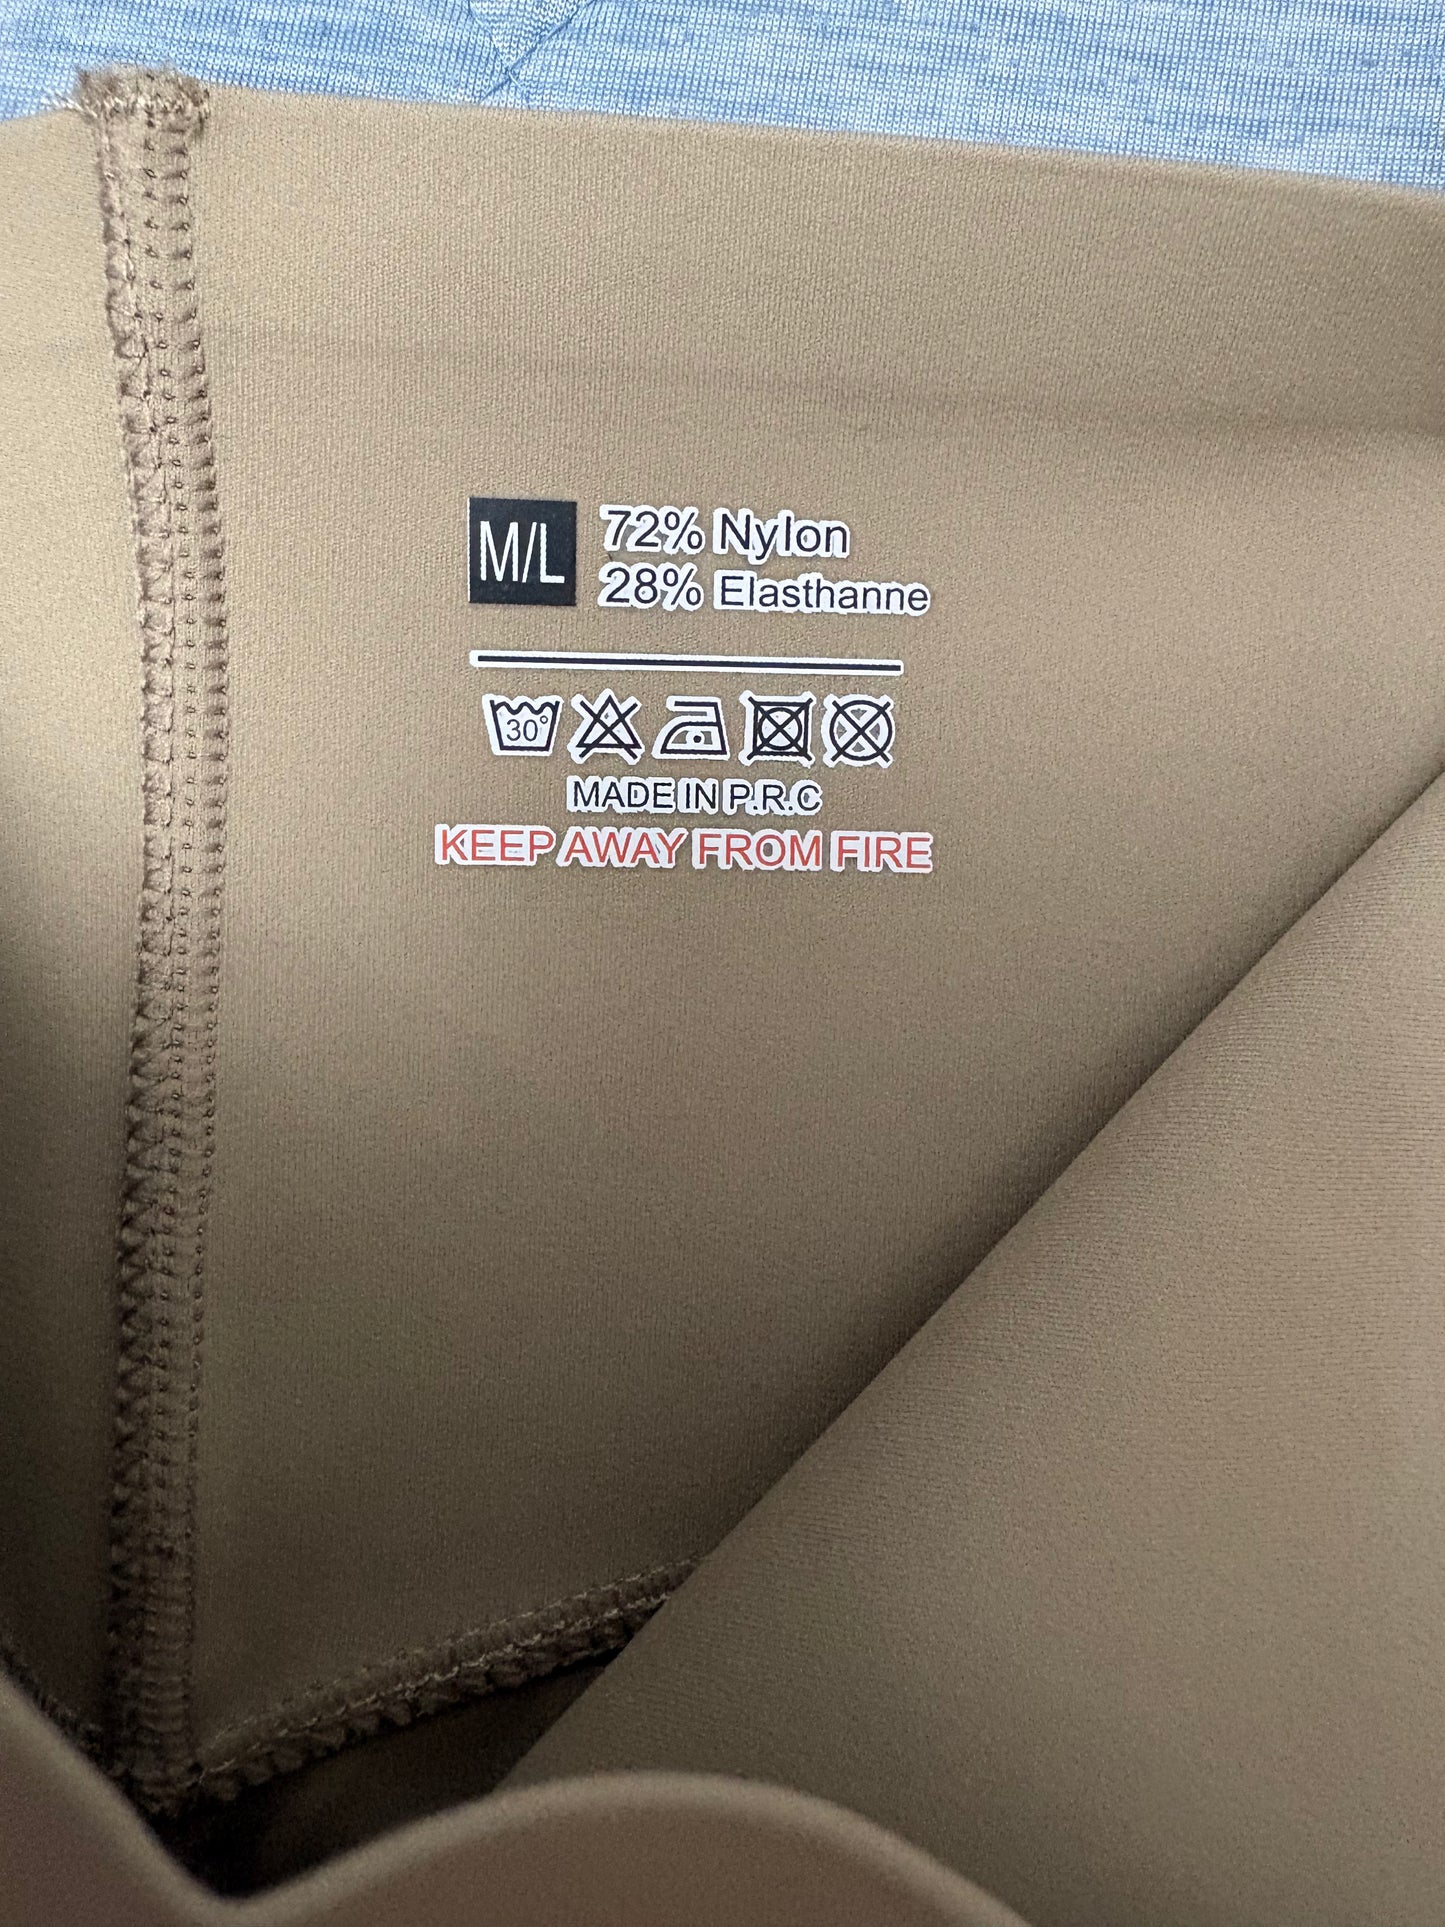 M/L 72% Nylon
28% Elasthanne
30°
MADE IN P.R.C
KEEP AWAY FROM FIRE